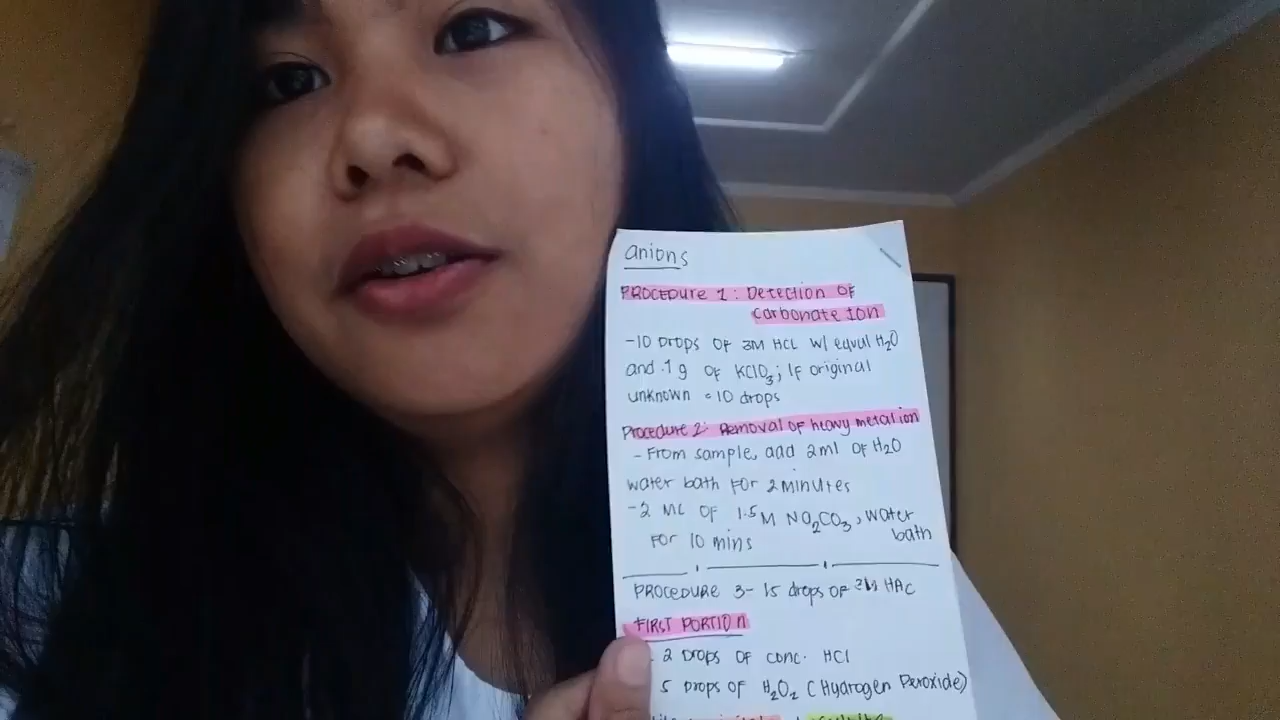 anions
PROCEDURE 1: Detection OF
carbonate Ion
-10 Drops OF 3M HCL w/ equal H2O
and .1 g OF KClO3; If original
unknown = 10 drops
Procedure 2: Removal of heavy metal ion
- From sample, add 2ml OF H2O
water bath FOR 2 minutes
-2 ML OF 1.5 M Na2CO3, water
bath
FOR 10 mins
PROCEDURE 3- 15 drops OF HAC
FIRST PORTION
2 Drops OF conc. HCl
5 drops OF H2O2 (Hydrogen Peroxide)